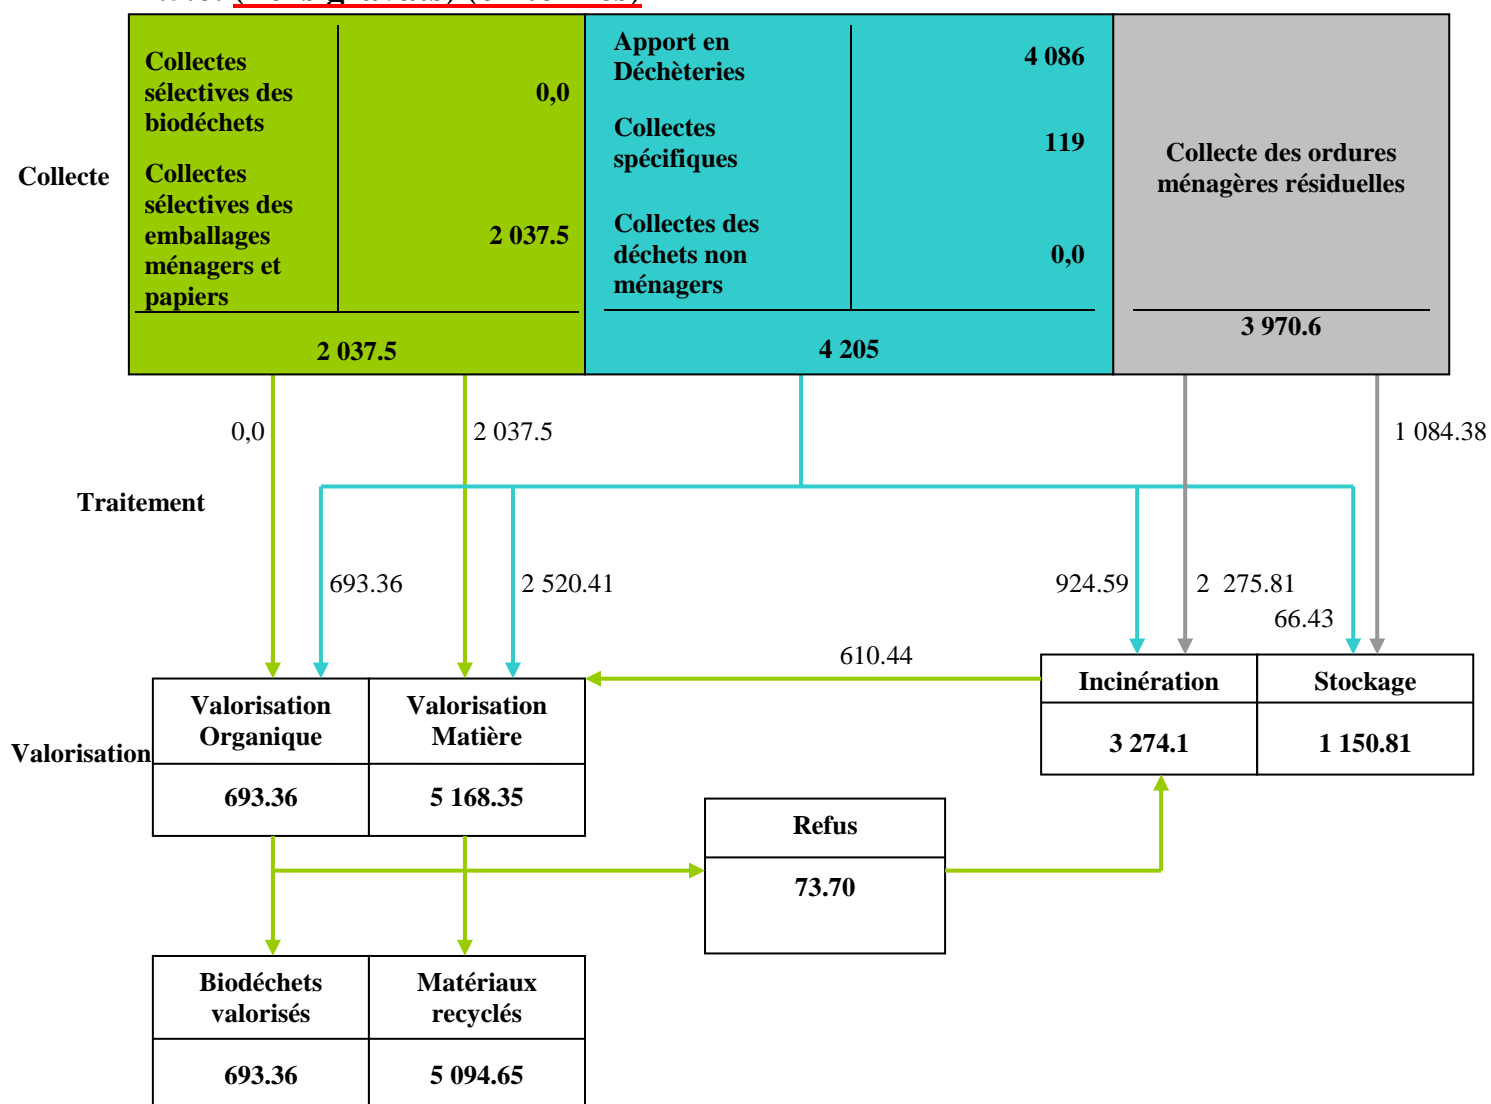 Collecte
Collectes
sélectives des
biodéchets
0,0
Collectes
sélectives des
emballages
ménagers et
papiers
2 037.5
2 037.5
Apport en
Déchèteries
4 086
Collectes
spécifiques
119
Collectes des
déchets non
ménagers
0,0
4 205
Collecte des ordures
ménagères résiduelles
3 970.6
0,0
2 037.5
1 084.38
Traitement
693.36
2 520.41
924.59
2 275.81
66.43
610.44
Valorisation
Valorisation
Organique
Valorisation
Matière
693.36
5 168.35
Incinération
Stockage
3 274.1
1 150.81
Refus
73.70
Biodéchets
valorisés
Matériaux
recyclés
693.36
5 094.65